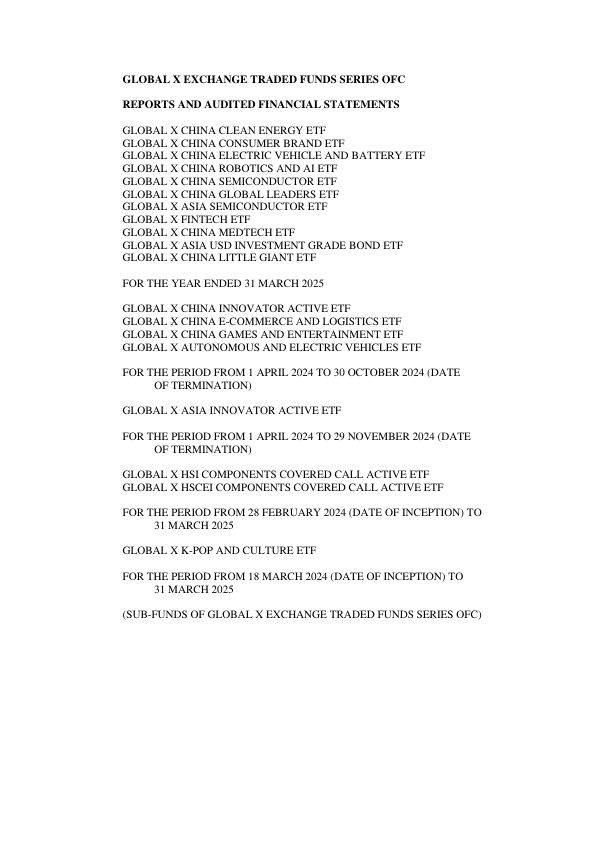 GLOBAL X EXCHANGE TRADED FUNDS SERIES OFC
REPORTS AND AUDITED FINANCIAL STATEMENTS
GLOBAL X CHINA CLEAN ENERGY ETF
GLOBAL X CHINA CONSUMER BRAND ETF
GLOBAL X CHINA ELECTRIC VEHICLE AND BATTERY ETF
GLOBAL X CHINA ROBOTICS AND AI ETF
GLOBAL X CHINA SEMICONDUCTOR ETF
GLOBAL X CHINA GLOBAL LEADERS ETF
GLOBAL X ASIA SEMICONDUCTOR ETF
GLOBAL X FINTECH ETF
GLOBAL X CHINA MEDTECH ETF
GLOBAL X ASIA USD INVESTMENT GRADE BOND ETF
GLOBAL X CHINA LITTLE GIANT ETF
FOR THE YEAR ENDED 31 MARCH 2025
GLOBAL X CHINA INNOVATOR ACTIVE ETF
GLOBAL X CHINA E-COMMERCE AND LOGISTICS ETF
GLOBAL X CHINA GAMES AND ENTERTAINMENT ETF
GLOBAL X AUTONOMOUS AND ELECTRIC VEHICLES ETF
FOR THE PERIOD FROM 1 APRIL 2024 TO 30 OCTOBER 2024 (DATE
OF TERMINATION)
GLOBAL X ASIA INNOVATOR ACTIVE ETF
FOR THE PERIOD FROM 1 APRIL 2024 TO 29 NOVEMBER 2024 (DATE
OF TERMINATION)
GLOBAL X HSI COMPONENTS COVERED CALL ACTIVE ETF
GLOBAL X HSCEI COMPONENTS COVERED CALL ACTIVE ETF
FOR THE PERIOD FROM 28 FEBRUARY 2024 (DATE OF INCEPTION) TO
31 MARCH 2025
GLOBAL X K-POP AND CULTURE ETF
FOR THE PERIOD FROM 18 MARCH 2024 (DATE OF INCEPTION) TO
31 MARCH 2025
(SUB-FUNDS OF GLOBAL X EXCHANGE TRADED FUNDS SERIES OFC)